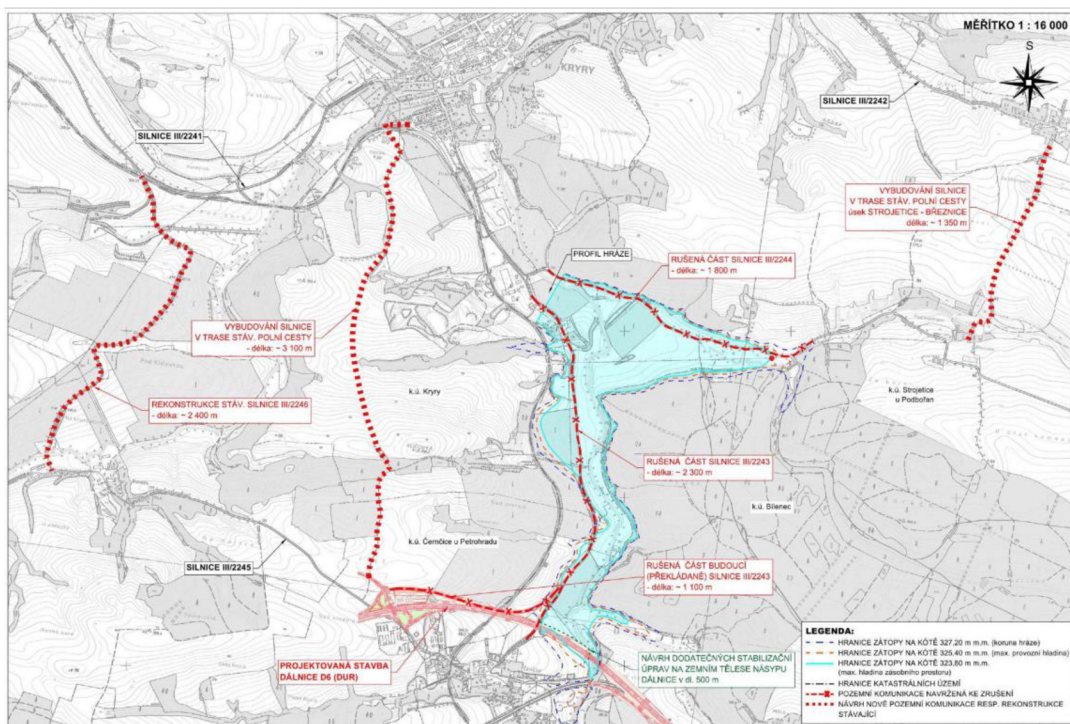 MĚŘÍTKO 1 : 16 000
S
KRYRY
SILNICE III/2242
SILNICE III/2241
VYBUDOVÁNÍ SILNICE
V TRASE STÁV. POLNÍ CESTY
úsek STROJETICE - BŘEZNICE
délka: ~ 1 350 m
PROFIL HRÁZE
RUŠENÁ ČÁST SILNICE III/2244
- délka: ~ 1 800 m
VYBUDOVÁNÍ SILNICE
V TRASE STÁV. POLNÍ CESTY
- délka: ~ 3 100 m
k.ú. Kryry
k.ú. Strojetice
u Podbořan
REKONSTRUKCE STÁV. SILNICE III/2246
- délka: ~ 2 400 m
RUŠENÁ ČÁST SILNICE III/2243
- délka: ~ 2 300 m
k.ú. Bílenec
k.ú. Černčice u Petrohradu
SILNICE III/2245
RUŠENÁ ČÁST BUDOUCÍ
(PŘEKLÁDANÉ) SILNICE III/2243
- délka: ~ 1 100 m
PROJEKTOVANÁ STAVBA
DÁLNICE D6 (DUR)
NÁVRH DODATEČNÝCH STABILIZAČNÍ
ÚPRAV NA ZEMNÍM TĚLESE NÁSYPU
DÁLNICE v dl. 500 m
LEGENDA:
HRANICE ZÁTOPY NA KÓTĚ 327,20 m m.m. (koruna hráze)
HRANICE ZÁTOPY NA KÓTĚ 325,40 m m.m. (max. provozní hladina)
HRANICE ZÁTOPY NA KÓTĚ 323,80 m m.m.
(max. hladina zásobního prostoru)
HRANICE KATASTRÁLNÍCH ÚZEMÍ
POZEMNÍ KOMUNIKACE NAVRŽENÁ KE ZRUŠENÍ
NÁVRH NOVÉ POZEMNÍ KOMUNIKACE RESP. REKONSTRUKCE
STÁVAJÍCÍ